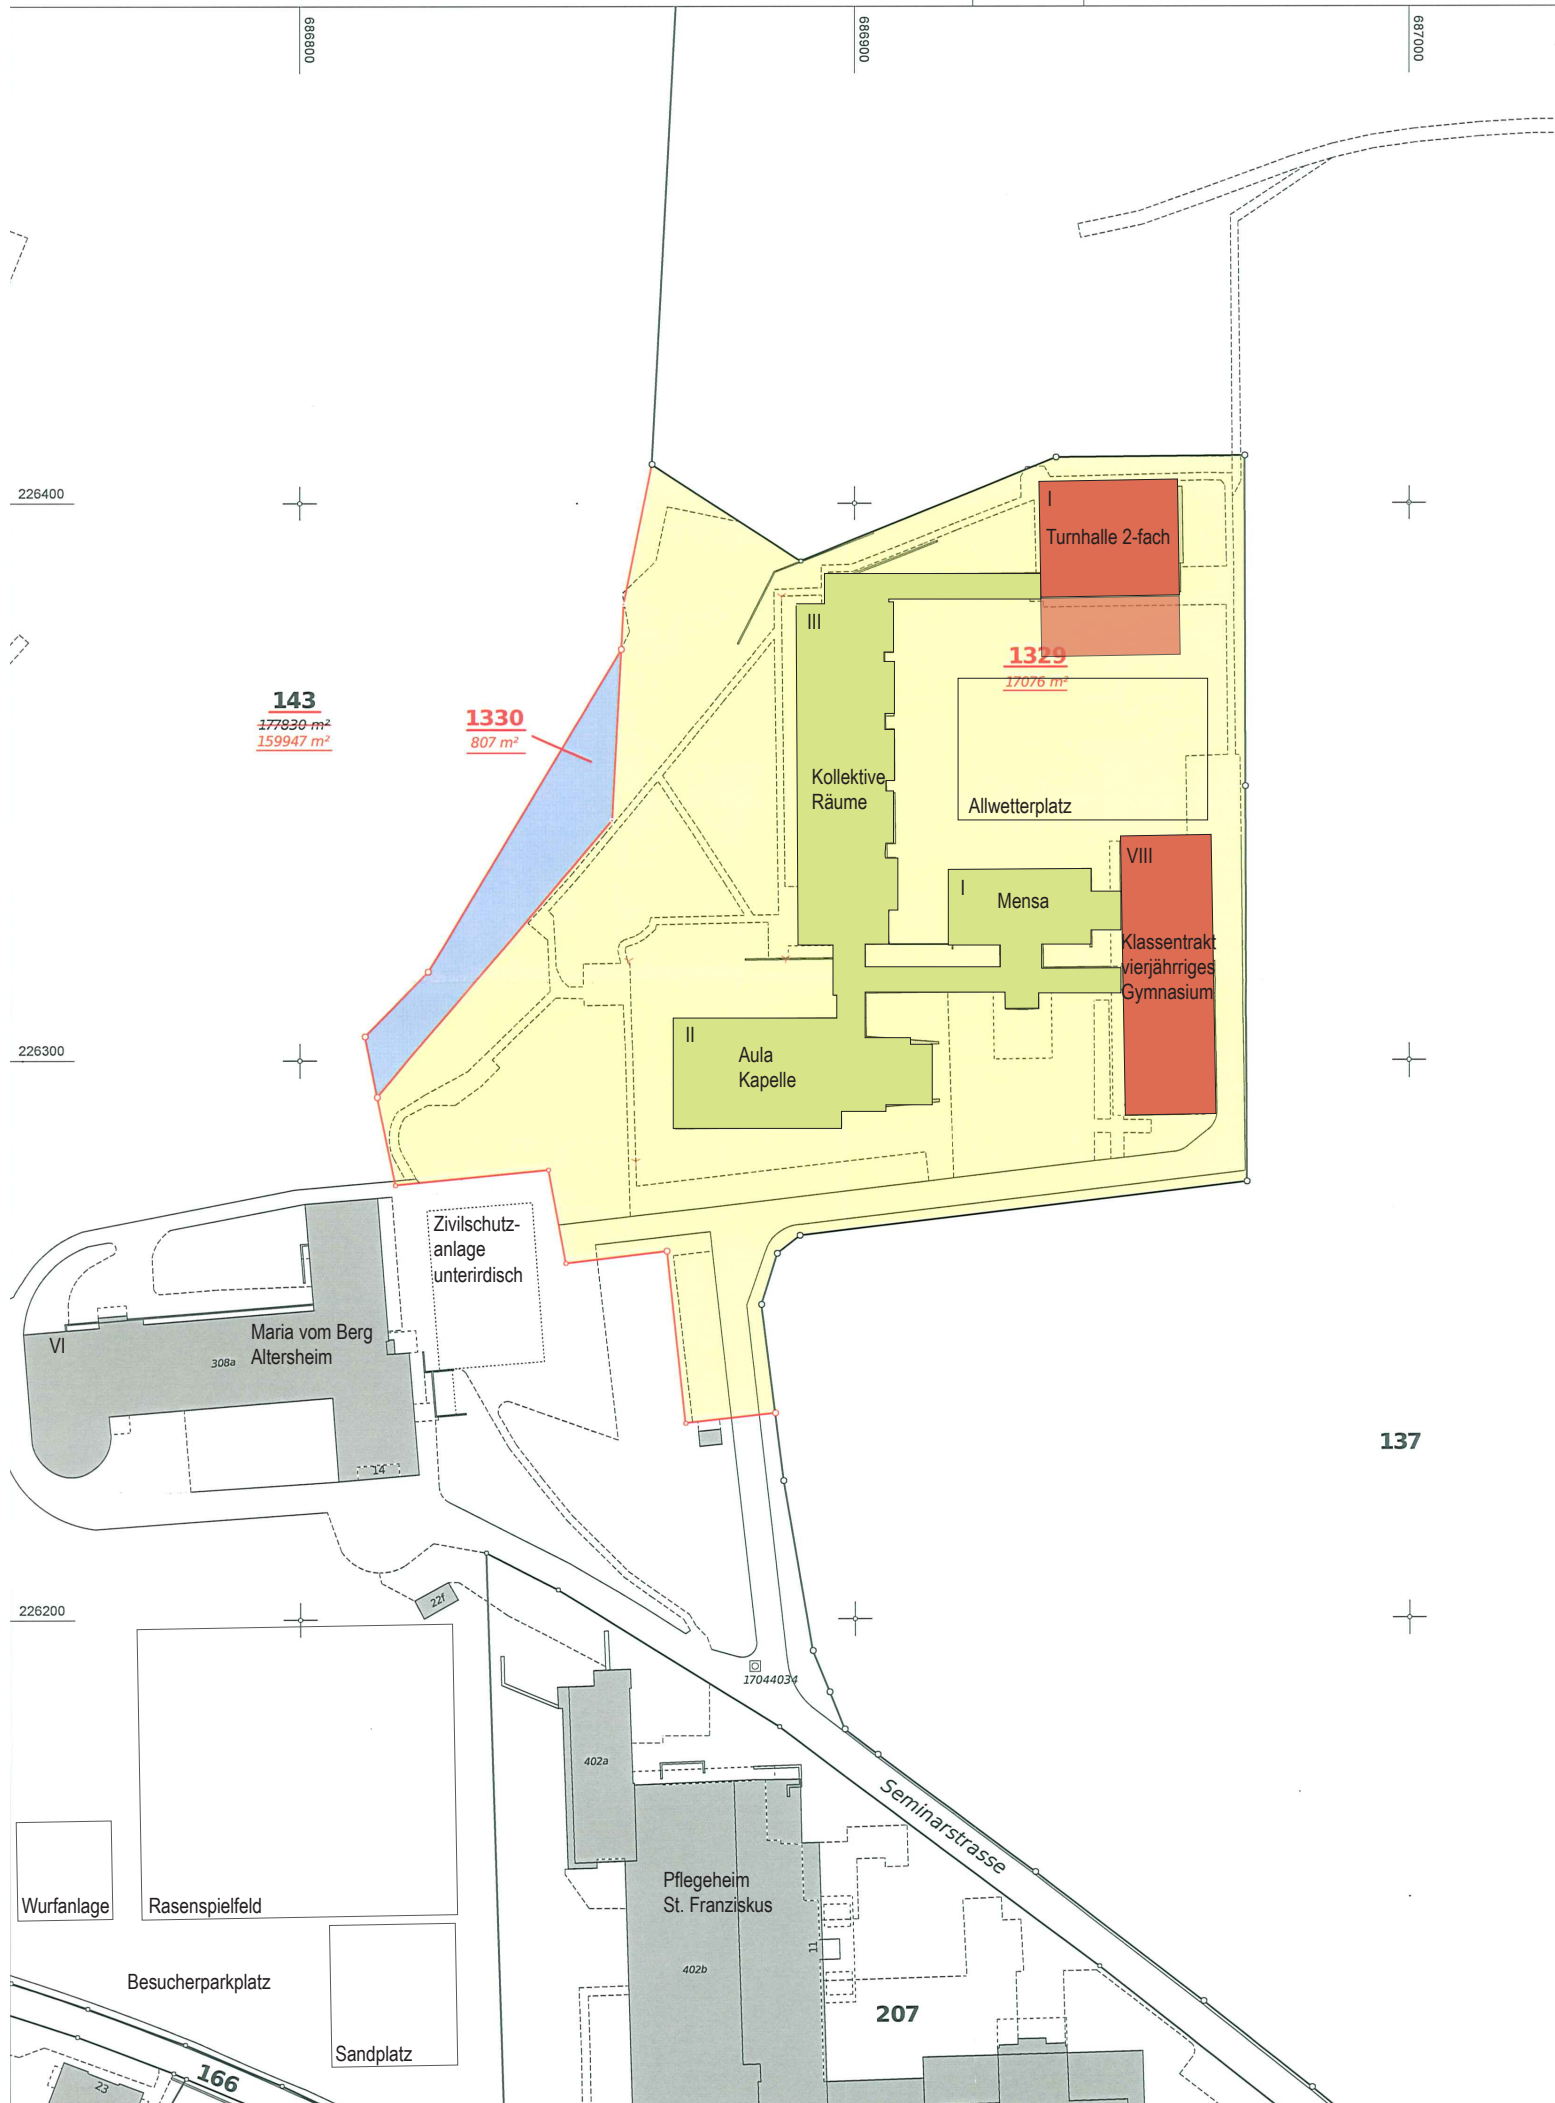 686800
686900
687000
226400
I
Turnhalle 2-fach
III
1329
17076 m²
143
177830 m²
159947 m²
1330
807 m²
Kollektive
Räume
Allwetterplatz
VIII
I
Mensa
Klassentrakt
vierjährriges
Gymnasium
II
Aula
Kapelle
226300
Zivilschutz-
anlage
unterirdisch
VI
308a
Maria vom Berg
Altersheim
14
137
22f
226200
17044034
402a
Seminarstrasse
Pflegeheim
St. Franziskus
Wurfanlage
Rasenspielfeld
11
402b
Besucherparkplatz
207
Sandplatz
166
23